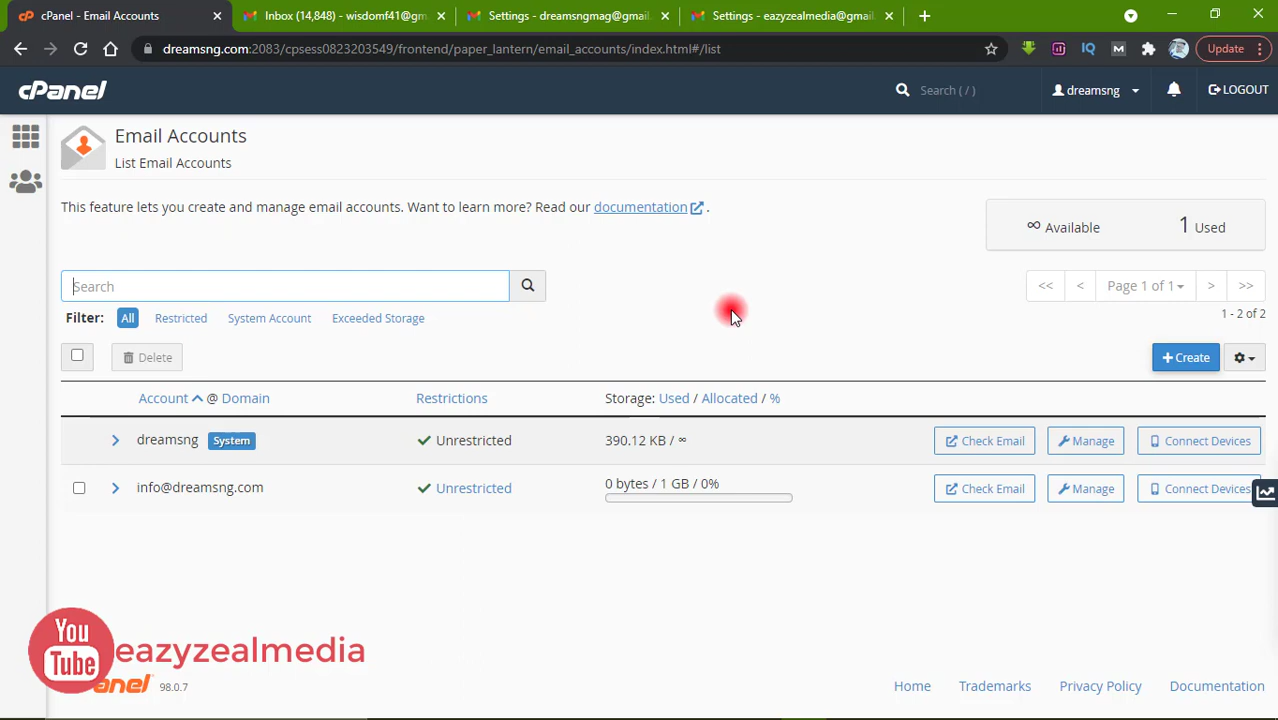 cPanel - Email Accounts
Inbox (14,848) - wisdomf41@gm
Settings - dreamsngmag@gmail.
Settings - eazyzealmedia@gmail.
dreamsng.com:2083/cpsess0823203549/frontend/paper_lantern/email_accounts/index.html#/list
IQ
M
Update
cPanel
Search ( / )
dreamsng
LOGOUT
Email Accounts
List Email Accounts
This feature lets you create and manage email accounts. Want to learn more? Read our documentation .
∞ Available
1 Used
Search
<< < Page 1 of 1 > >>
Filter: All Restricted System Account Exceeded Storage
1 - 2 of 2
Delete
+ Create
Account @ Domain
Restrictions
Storage: Used / Allocated / %
dreamsng System
Unrestricted
390.12 KB / ∞
Check Email
Manage
Connect Devices
info@dreamsng.com
Unrestricted
0 bytes / 1 GB / 0%
Check Email
Manage
Connect Devices
You
Tube
eazyzealmedia
Panel 98.0.7
Home
Trademarks
Privacy Policy
Documentation